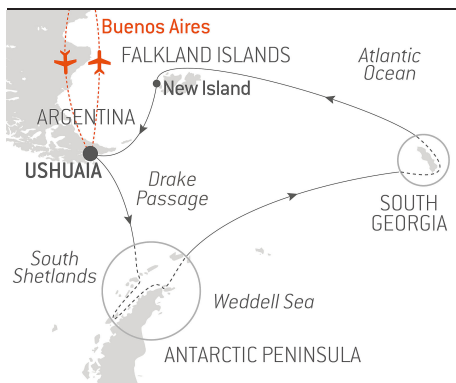 Buenos Aires
FALKLAND ISLANDS
Atlantic
Ocean
New Island
ARGENTINA
USHUAIA
Drake
Passage
SOUTH
GEORGIA
South
Shetlands
Weddell Sea
ANTARCTIC PENINSULA